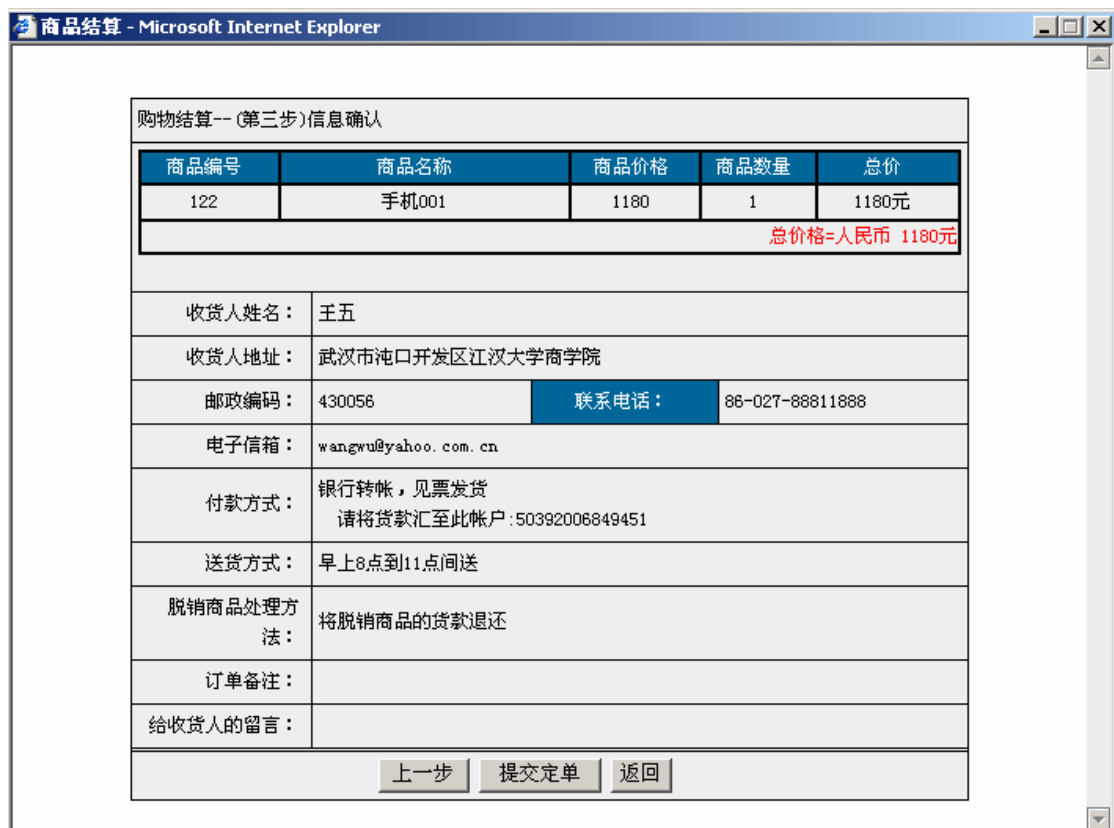 商品结算 - Microsoft Internet Explorer
购物结算--(第三步)信息确认
商品编号 商品名称 商品价格 商品数量 总价
122 手机001 1180 1 1180元
总价格=人民币 1180元
收货人姓名： 王五
收货人地址： 武汉市沌口开发区江汉大学商学院
邮政编码： 430056 联系电话： 86-027-88811888
电子信箱： wangwu@yahoo.com.cn
付款方式： 银行转帐，见票发货
请将货款汇至此帐户:50392006849451
送货方式： 早上8点到11点间送
脱销商品处理方
法：
将脱销商品的货款退还
订单备注：
给收货人的留言：
上一步 提交定单 返回